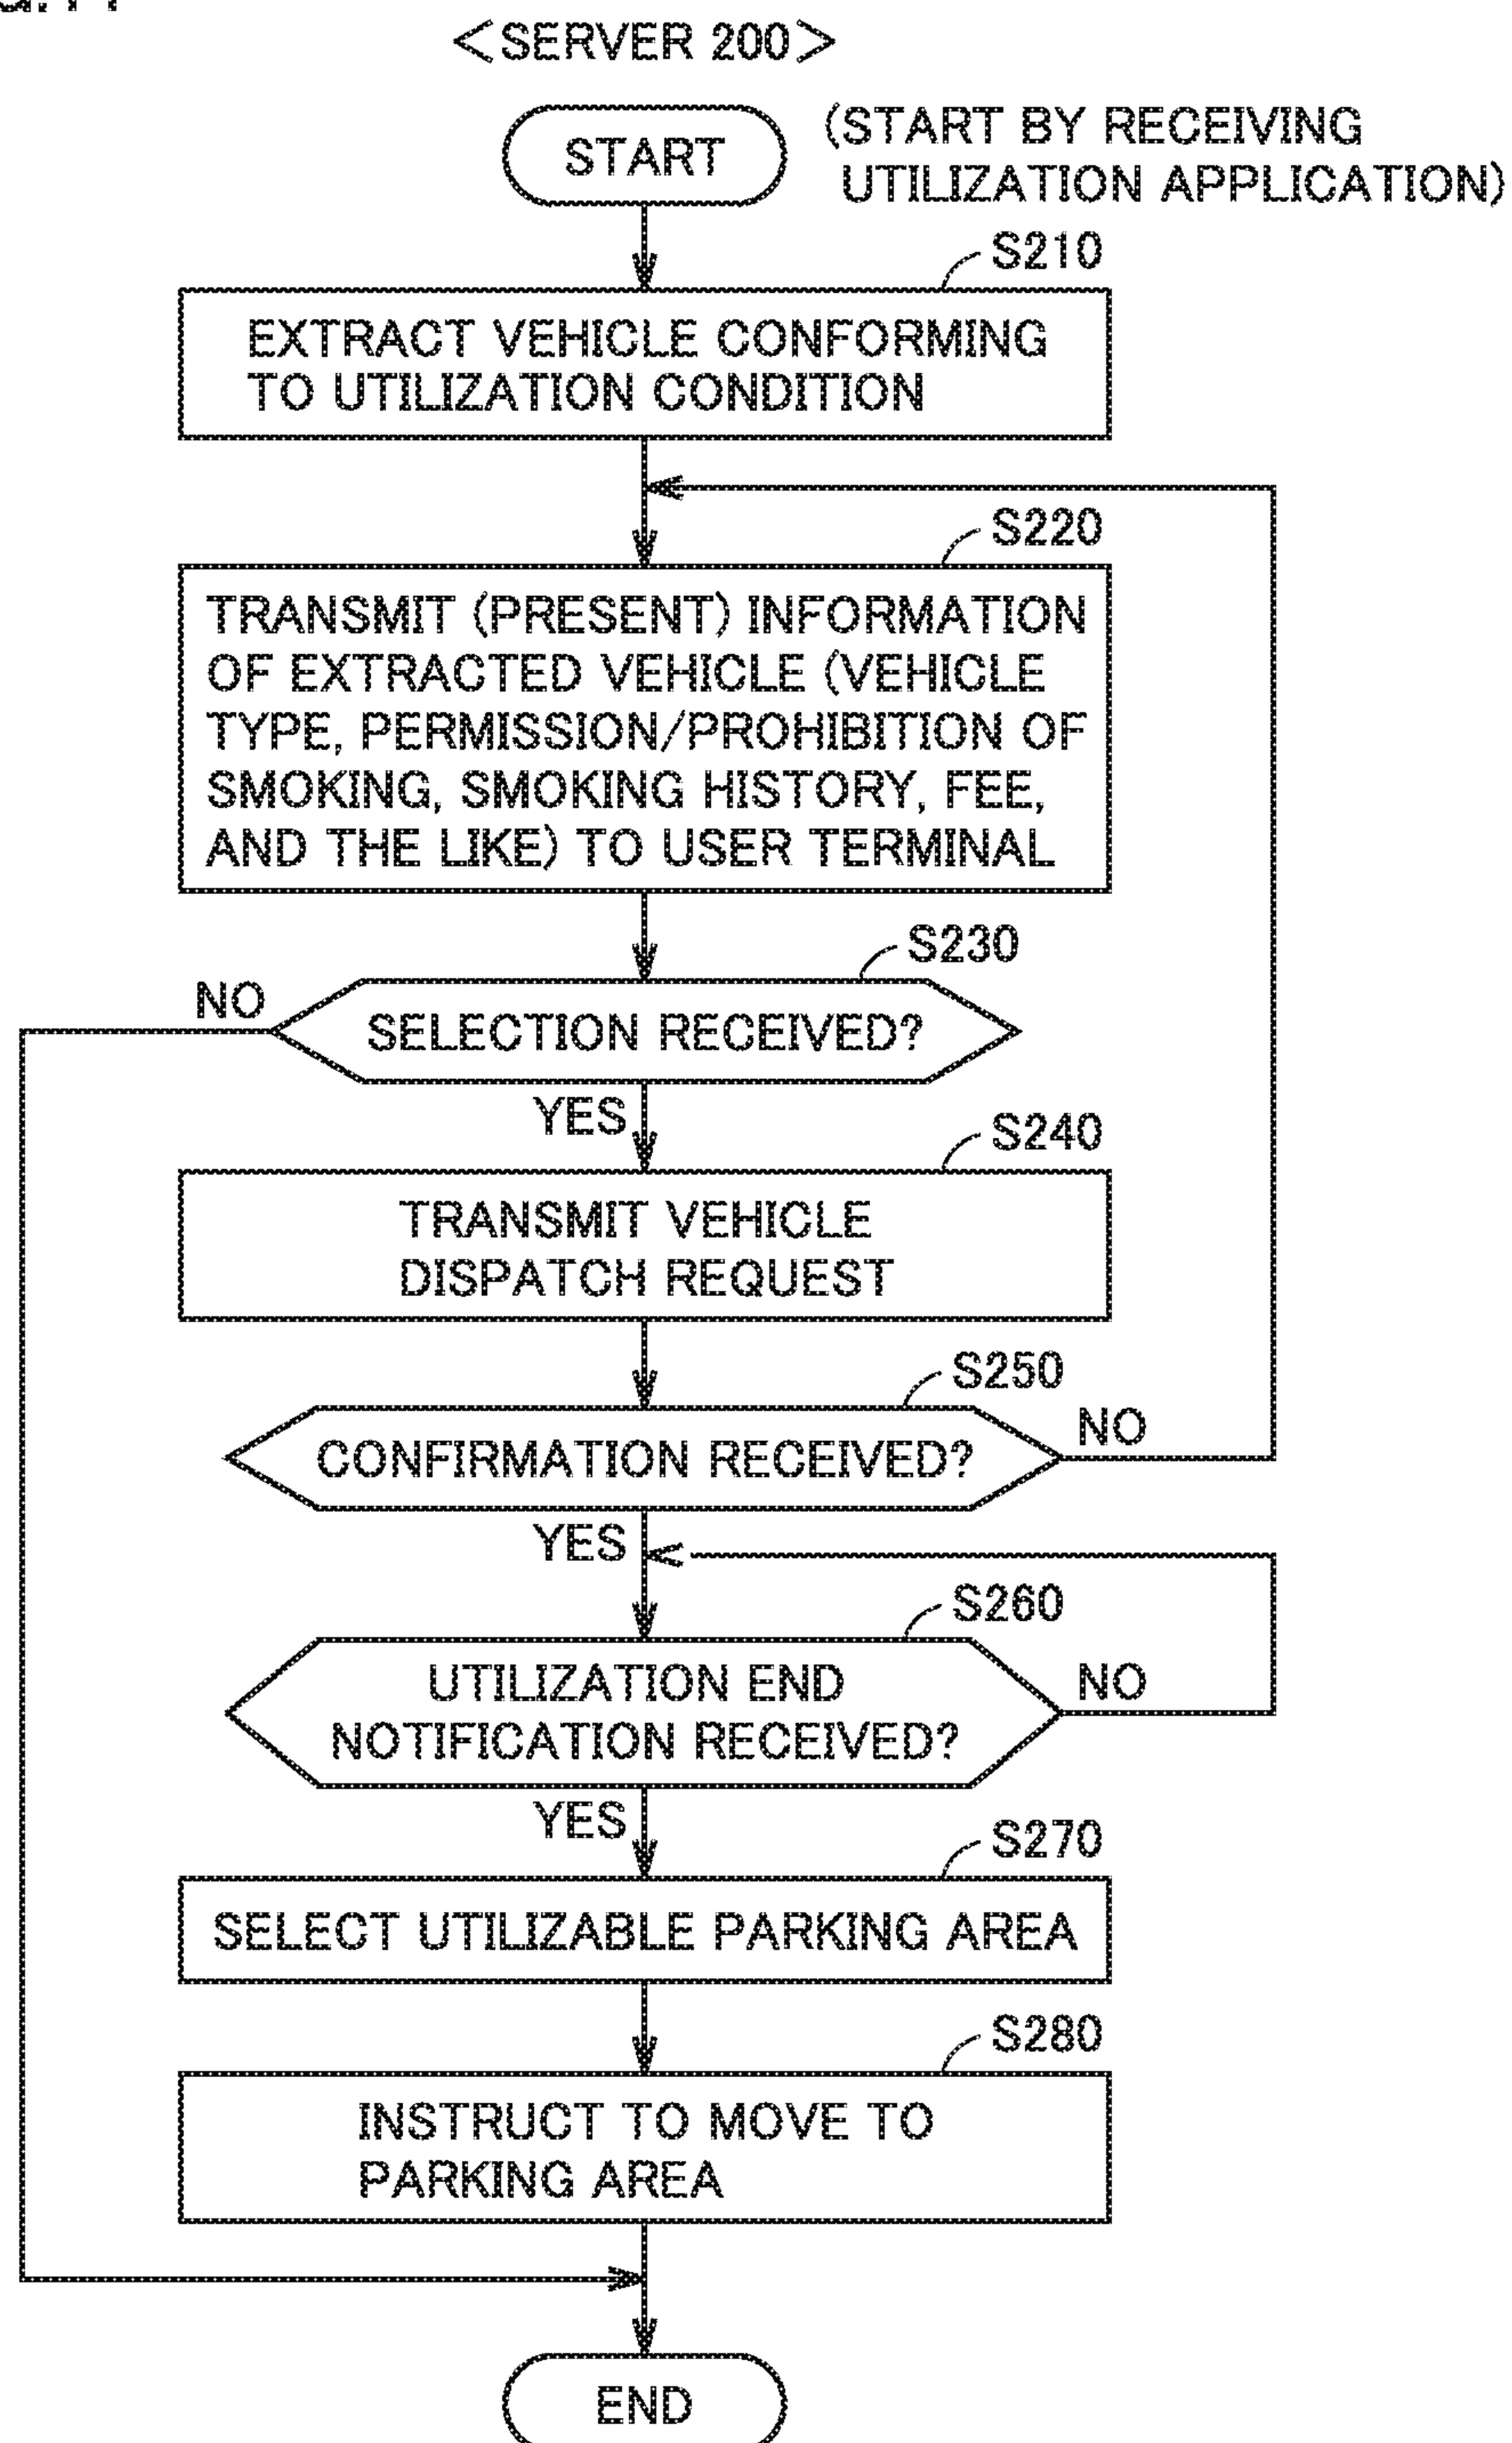 <SERVER 200>
START
(START BY RECEIVING
UTILIZATION APPLICATION)
S210
EXTRACT VEHICLE CONFORMING
TO UTILIZATION CONDITION
S220
TRANSMIT (PRESENT) INFORMATION
OF EXTRACTED VEHICLE (VEHICLE
TYPE, PERMISSION/PROHIBITION OF
SMOKING, SMOKING HISTORY, FEE,
AND THE LIKE) TO USER TERMINAL
S230
NO
SELECTION RECEIVED?
YES
S240
TRANSMIT VEHICLE
DISPATCH REQUEST
S250
CONFIRMATION RECEIVED?
NO
YES
S260
UTILIZATION END
NOTIFICATION RECEIVED?
NO
YES
S270
SELECT UTILIZABLE PARKING AREA
S280
INSTRUCT TO MOVE TO
PARKING AREA
END